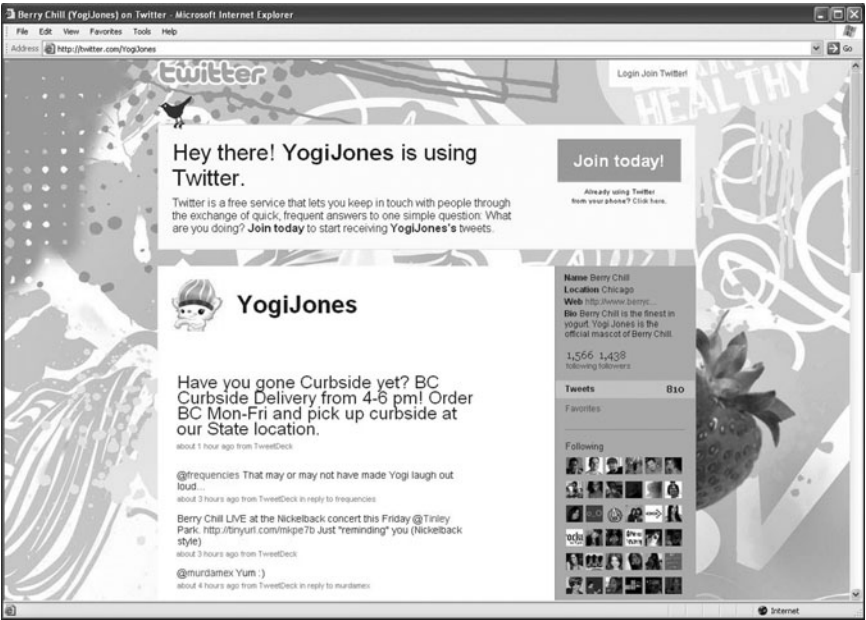 Berry Chill (YogiJones) on Twitter - Microsoft Internet Explorer
File Edit View Favorites Tools Help
Address http://twitter.com/YogiJones Go
twitter
Login Join Twitter!
HEALTHY
Hey there! YogiJones is using
Twitter.
Twitter is a free service that lets you keep in touch with people through
the exchange of quick, frequent answers to one simple question: What
are you doing? Join today to start receiving YogiJones's tweets.
Join today!
Already using Twitter
from your phone? Click here.
YogiJones
Have you gone Curbside yet? BC
Curbside Delivery from 4-6 pm! Order
BC Mon-Fri and pick up curbside at
our State location.
about 1 hour ago from TweetDeck
@frequencies That may or may not have made Yogi laugh out
loud...
about 3 hours ago from TweetDeck in reply to frequencies
Berry Chill LIVE at the Nickelback concert this Friday @Tinley
Park. http://tinyurl.com/mkpe7b Just "reminding" you (Nickelback
style)
about 3 hours ago from TweetDeck
@murdamex Yum :)
about 4 hours ago from TweetDeck in reply to murdamex
Name Berry Chill
Location Chicago
Web http://www.berryc...
Bio Berry Chill is the finest in
yogurt. Yogi Jones is the
official mascot of Berry Chill.
1,566 1,438
following followers
Tweets 810
Favorites
Following
Internet